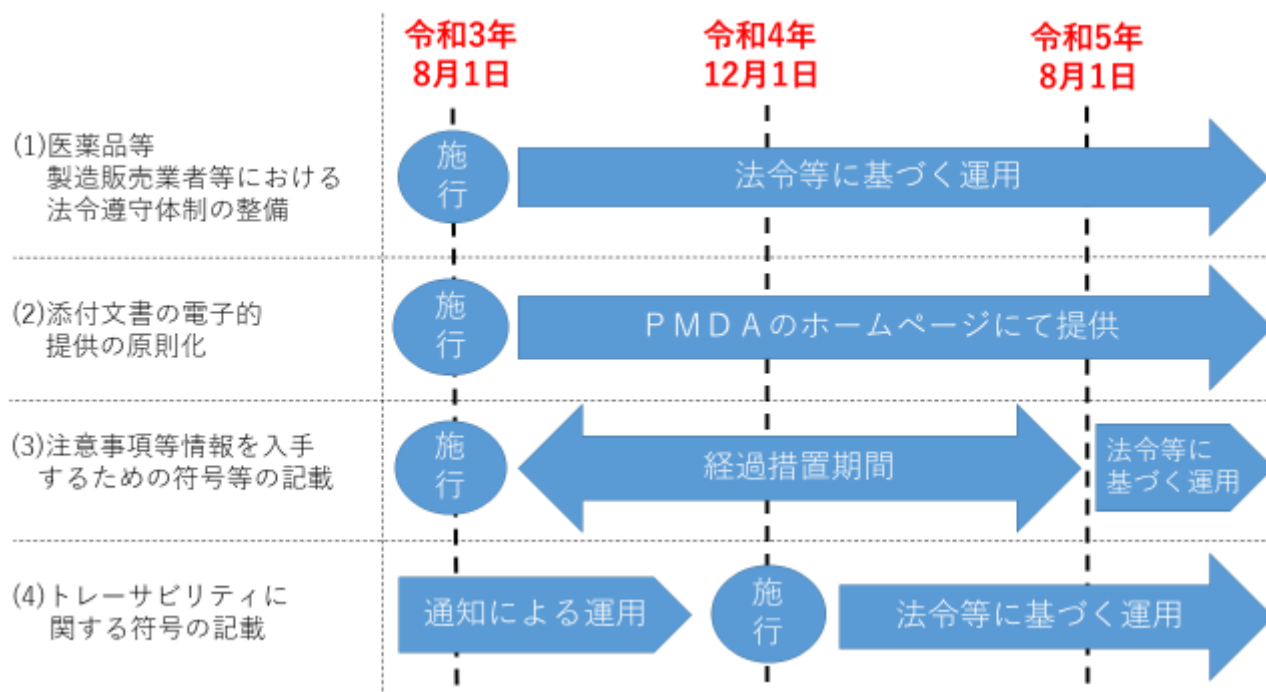 令和3年
8月1日
令和4年
12月1日
令和5年
8月1日
(1)医薬品等
製造販売業者等における
法令遵守体制の整備
施
行
法令等に基づく運用
(2)添付文書の電子的
提供の原則化
施
行
ＰＭＤＡのホームページにて提供
(3)注意事項等情報を入手
するための符号等の記載
施
行
経過措置期間
法令等に
基づく運用
(4)トレーサビリティに
関する符号の記載
通知による運用
施
行
法令等に基づく運用